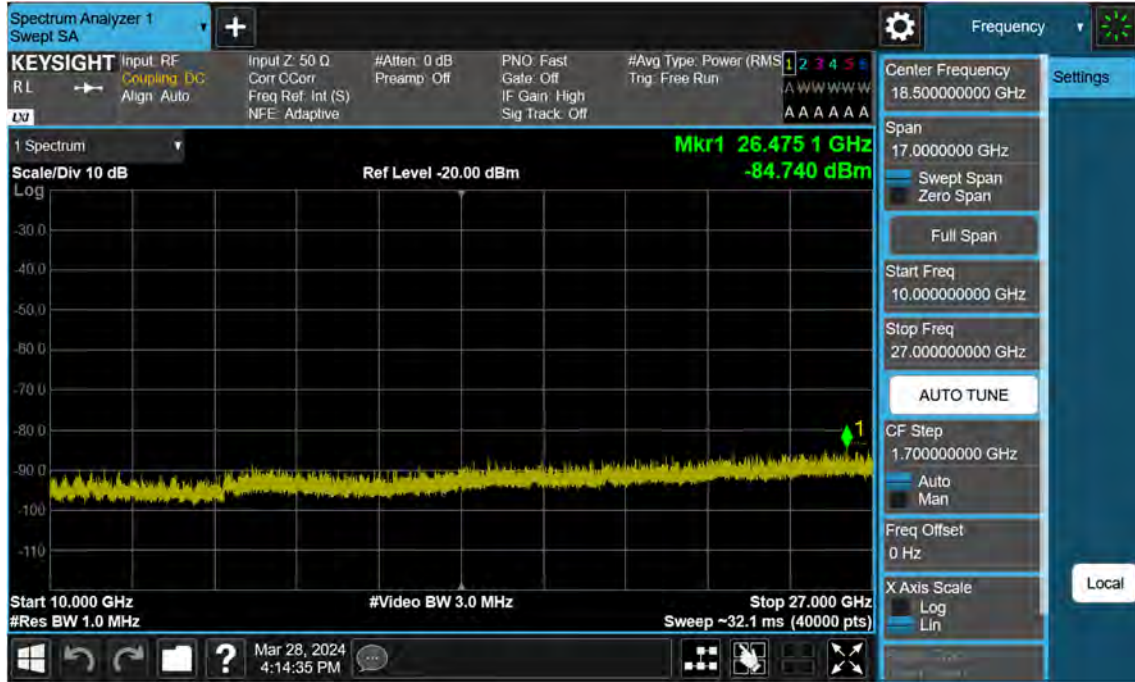 Spectrum Analyzer 1
Swept SA
Frequency
KEYSIGHT
RL
LXI
Input: RF
Coupling: DC
Align: Auto
Input Z: 50 Ω
Corr CCorr
Freq Ref: Int (S)
NFE: Adaptive
#Atten: 0 dB
Preamp: Off
PNO: Fast
Gate: Off
IF Gain: High
Sig Track: Off
#Avg Type: Power (RMS
Trig: Free Run
1 2 3 4 5 6
A W W W W W
A A A A A A
1 Spectrum
Scale/Div 10 dB
Log
Ref Level -20.00 dBm
Mkr1 26.475 1 GHz
-84.740 dBm
-30.0
-40.0
-50.0
-60.0
-70.0
-80.0
-90.0
-100
-110
1
Start 10.000 GHz
#Res BW 1.0 MHz
#Video BW 3.0 MHz
Stop 27.000 GHz
Sweep ~32.1 ms (40000 pts)
Center Frequency
18.500000000 GHz
Span
17.0000000 GHz
Swept Span
Zero Span
Full Span
Start Freq
10.000000000 GHz
Stop Freq
27.000000000 GHz
AUTO TUNE
CF Step
1.700000000 GHz
Auto
Man
Freq Offset
0 Hz
X Axis Scale
Log
Lin
Settings
Local
?
Mar 28, 2024
4:14:35 PM